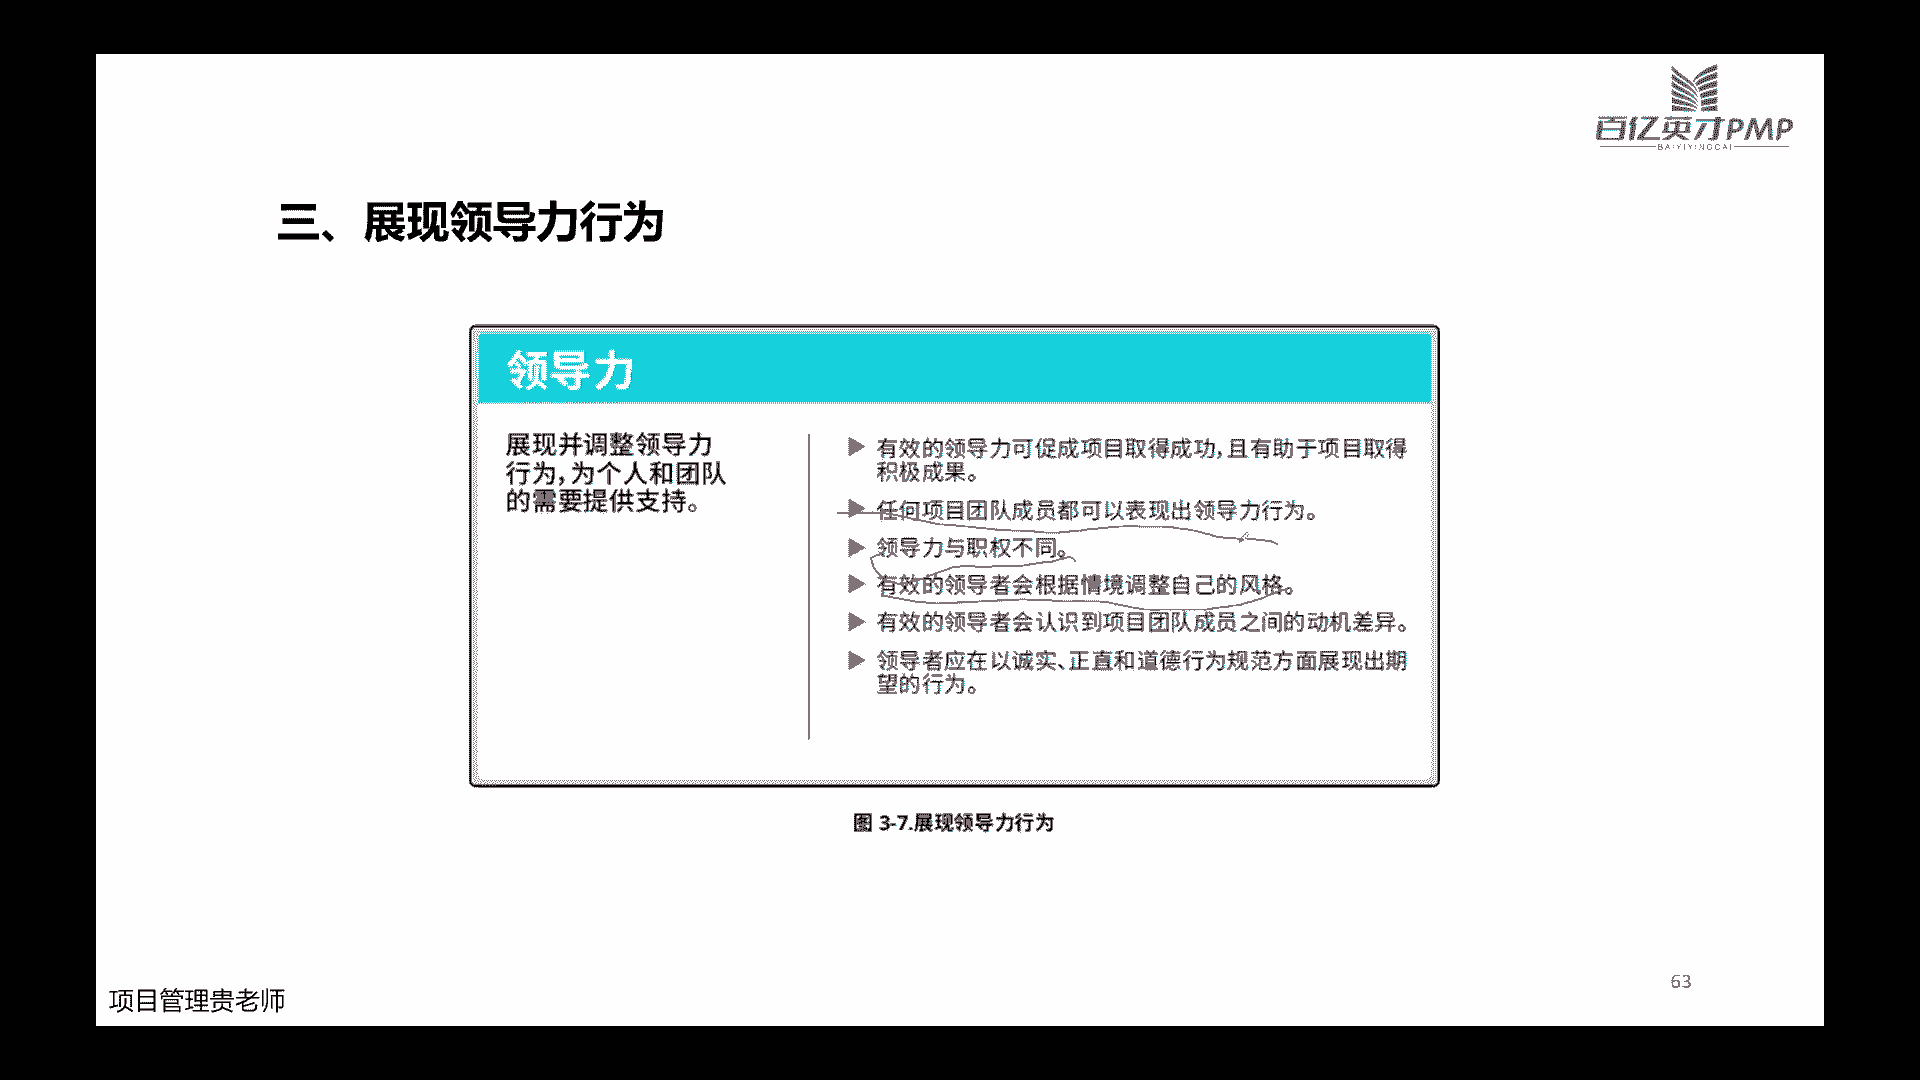 百亿英才PMP
BAIYIYINGCAI
三、展现领导力行为
领导力
展现并调整领导力
行为,为个人和团队
的需要提供支持。
▶ 有效的领导力可促成项目取得成功,且有助于项目取得
积极成果。
▶ 任何项目团队成员都可以表现出领导力行为。
▶ 领导力与职权不同。
▶ 有效的领导者会根据情境调整自己的风格。
▶ 有效的领导者会认识到项目团队成员之间的动机差异。
▶ 领导者应在以诚实、正直和道德行为规范方面展现出期
望的行为。
图 3-7.展现领导力行为
63
项目管理贵老师